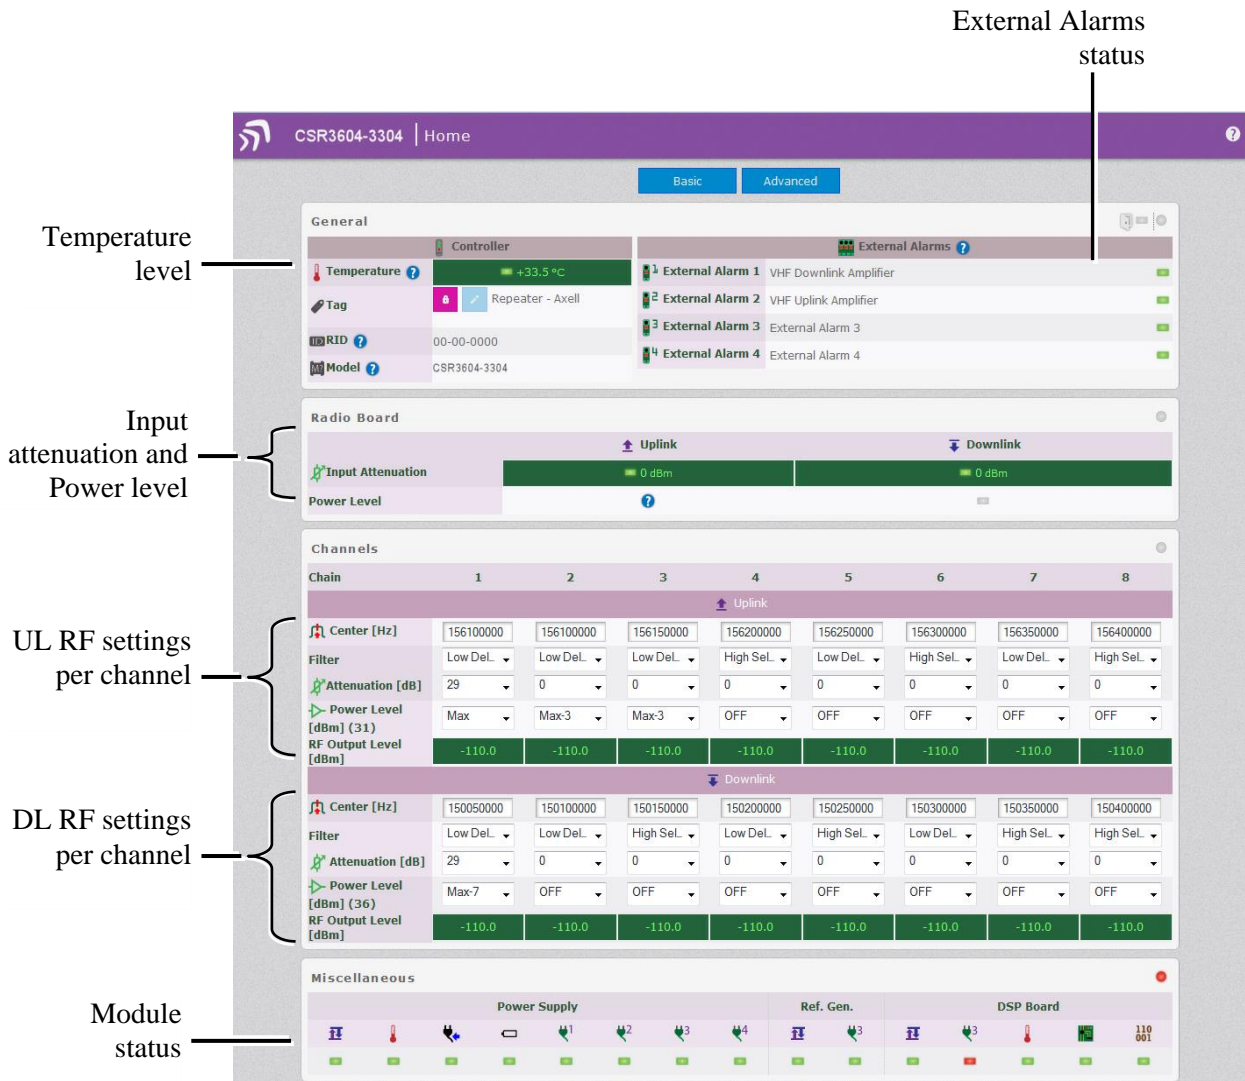 External Alarms
status
CSR3604-3304 | Home
Basic Advanced
General
Temperature
level
Controller External Alarms
Temperature +33.5 °C 1 External Alarm 1 VHF Downlink Amplifier
Tag Repeater - Axell 2 External Alarm 2 VHF Uplink Amplifier
3 External Alarm 3 External Alarm 3
RID 00-00-0000
4 External Alarm 4 External Alarm 4
Model CSR3604-3304
Input
attenuation and
Power level
Radio Board
Uplink Downlink
Input Attenuation 0 dBm 0 dBm
Power Level
Channels
Chain 1 2 3 4 5 6 7 8
Uplink
UL RF settings
per channel
Center [Hz] 156100000 156100000 156150000 156200000 156250000 156300000 156350000 156400000
Filter Low Del... Low Del... Low Del... High Sel... Low Del... High Sel... Low Del... High Sel...
Attenuation [dB] 29 0 0 0 0 0 0 0
Power Level
[dBm] (31) Max Max-3 Max-3 OFF OFF OFF OFF OFF
RF Output Level
[dBm] -110.0 -110.0 -110.0 -110.0 -110.0 -110.0 -110.0 -110.0
Downlink
DL RF settings
per channel
Center [Hz] 150050000 150100000 150150000 150200000 150250000 150300000 150350000 150400000
Filter Low Del... Low Del... High Sel... Low Del... High Sel... Low Del... High Sel... High Sel...
Attenuation [dB] 29 0 0 0 0 0 0 0
Power Level
[dBm] (36) Max-7 OFF OFF OFF OFF OFF OFF OFF
RF Output Level
[dBm] -110.0 -110.0 -110.0 -110.0 -110.0 -110.0 -110.0 -110.0
Miscellaneous
Module
status
Power Supply Ref. Gen. DSP Board
1 2 3 4 3 3 110
001